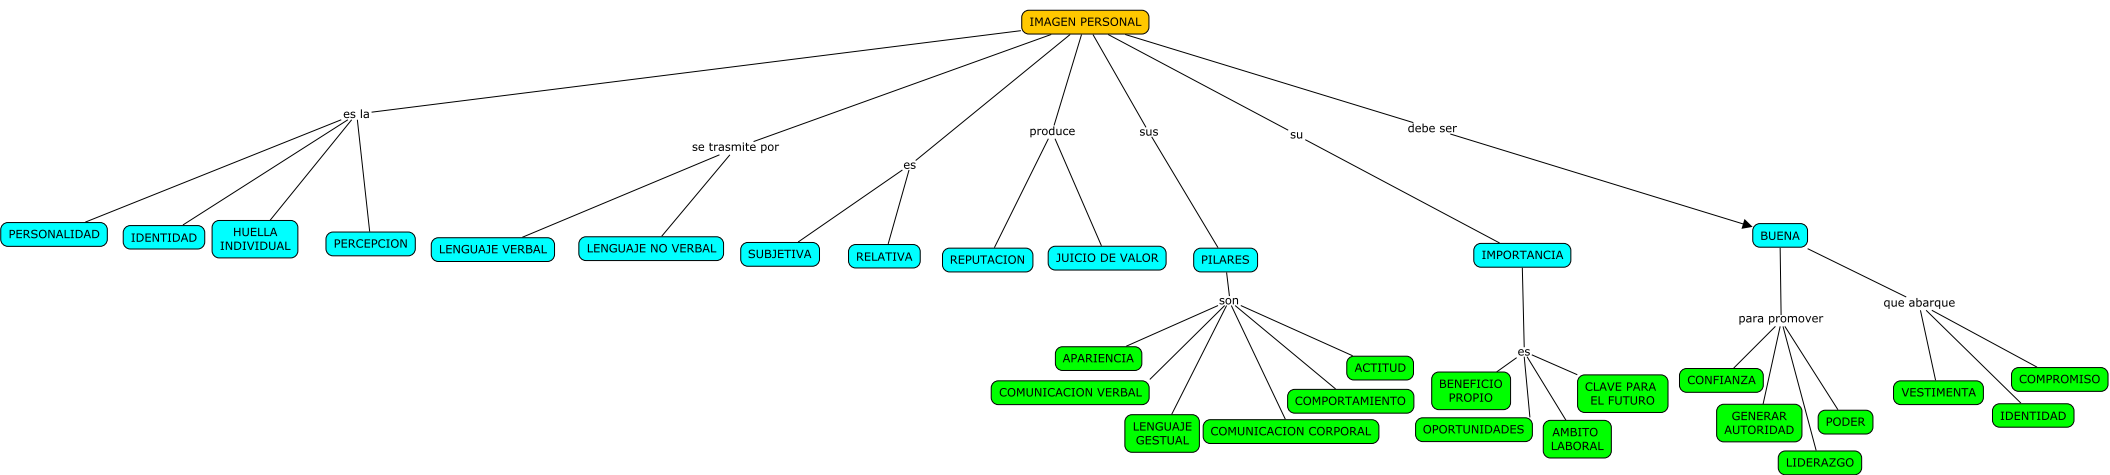 IMAGEN PERSONAL
es la
se trasmite por
es
produce
sus
su
debe ser
PERSONALIDAD
IDENTIDAD
HUELLA
INDIVIDUAL
PERCEPCION
LENGUAJE VERBAL
LENGUAJE NO VERBAL
SUBJETIVA
RELATIVA
REPUTACION
JUICIO DE VALOR
PILARES
IMPORTANCIA
BUENA
son
APARIENCIA
COMUNICACION VERBAL
LENGUAJE
GESTUAL
COMUNICACION CORPORAL
COMPORTAMIENTO
ACTITUD
es
BENEFICIO
PROPIO
OPORTUNIDADES
AMBITO
LABORAL
CLAVE PARA
EL FUTURO
para promover
CONFIANZA
GENERAR
AUTORIDAD
LIDERAZGO
PODER
que abarque
VESTIMENTA
IDENTIDAD
COMPROMISO